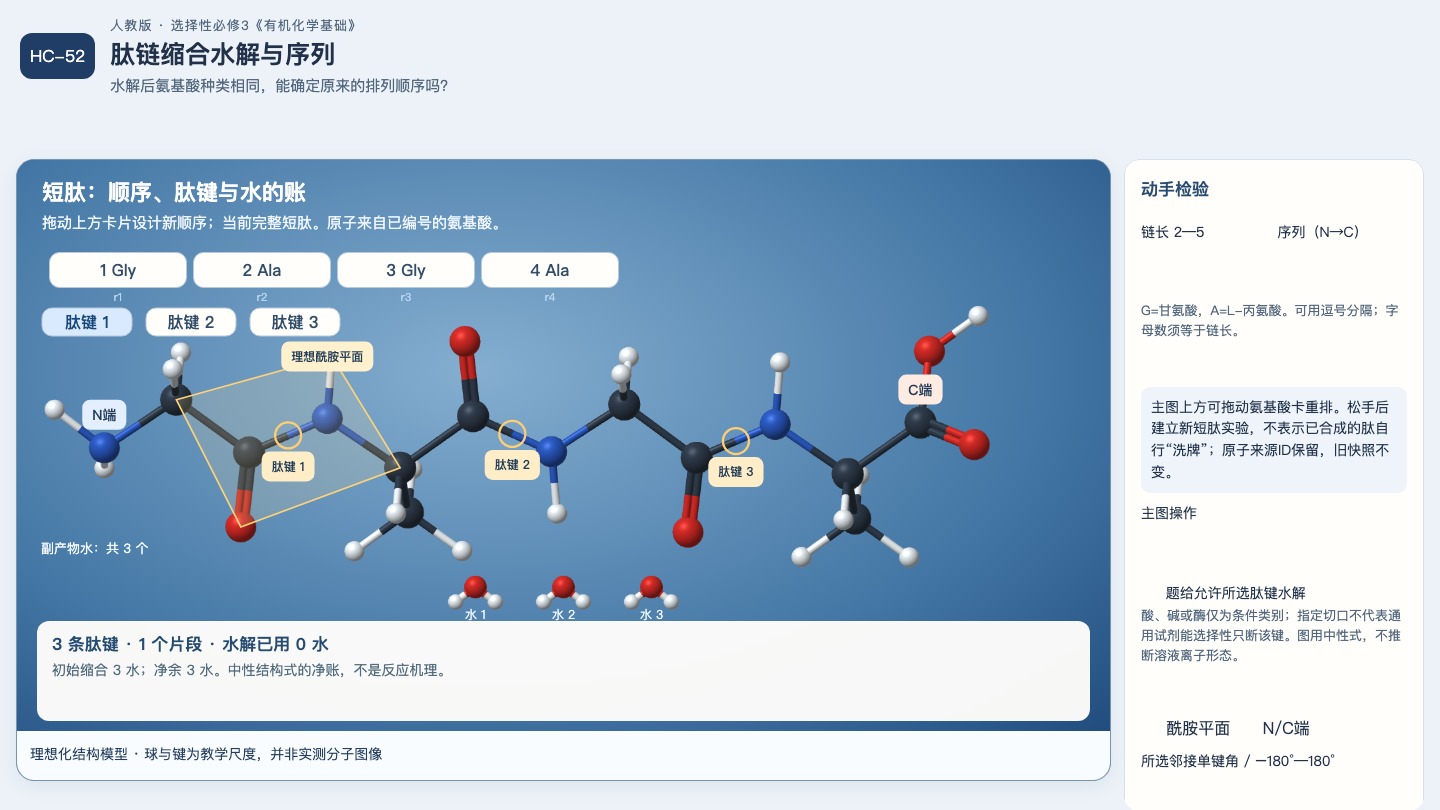 人教版 · 选择性必修3《有机化学基础》
HC-52
肽链缩合水解与序列
水解后氨基酸种类相同，能确定原来的排列顺序吗？
短肽：顺序、肽键与水的账
拖动上方卡片设计新顺序；当前完整短肽。原子来自已编号的氨基酸。
1 Gly 2 Ala 3 Gly 4 Ala
r1 r2 r3 r4
肽键 1 肽键 2 肽键 3
理想酰胺平面
N端
C端
肽键 1
肽键 2
肽键 3
副产物水：共 3 个
水 1 水 2 水 3
3 条肽键 · 1 个片段 · 水解已用 0 水
初始缩合 3 水；净余 3 水。中性结构式的净账，不是反应机理。
理想化结构模型 · 球与键为教学尺度，并非实测分子图像
动手检验
链长 2—5 序列（N→C）
G=甘氨酸，A=L-丙氨酸。可用逗号分隔；字
母数须等于链长。
主图上方可拖动氨基酸卡重排。松手后
建立新短肽实验，不表示已合成的肽自
行“洗牌”；原子来源ID保留，旧快照不
变。
主图操作
题给允许所选肽键水解
酸、碱或酶仅为条件类别；指定切口不代表通
用试剂能选择性只断该键。图用中性式，不推
断溶液离子形态。
酰胺平面 N/C端
所选邻接单键角 / −180°—180°